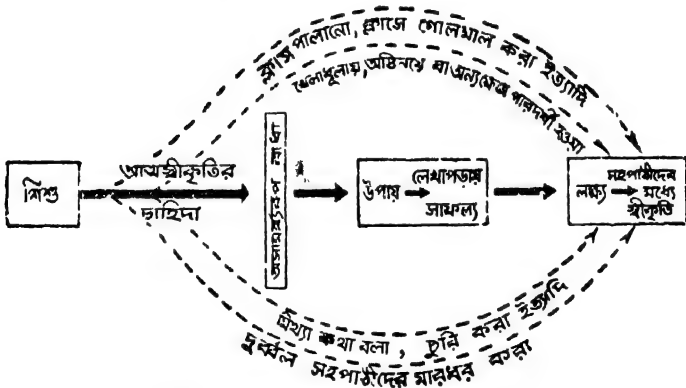 ক্লাস পালানো, ক্লাসে গোলমাল করা ইত্যাদি
খেলাধূলায়, অভিনয়ে বা অন্যক্ষেত্রে পারদর্শী হওয়া
শিশু
আত্মস্বীকৃতির
চাহিদা
বাধা
উপায়
লেখাপড়ায়
সাফল্য
লক্ষ্য
সহপাঠীদের
মধ্যে
স্বীকৃতি
মিথ্যা কথা বলা, চুরি করা ইত্যাদি
দুর্ব্বল সহপাঠীদের মারধর করা